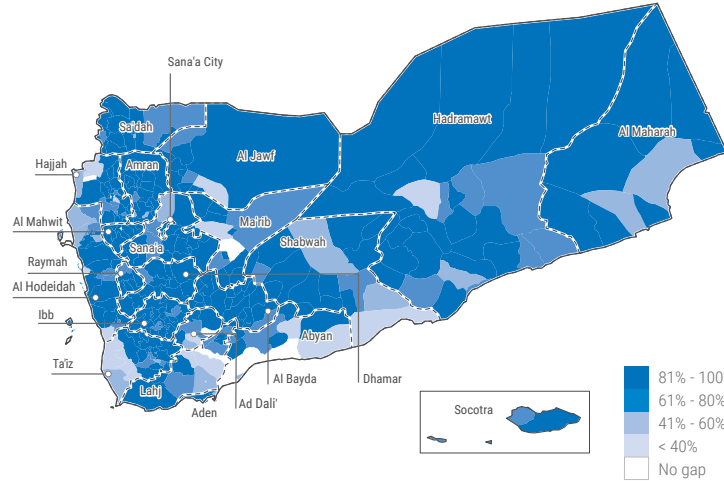 Sana'a City
Sa'dah
Hadramawt
Al Maharah
Hajjah
Amran
Al Jawf
Al Mahwit
Ma'rib
Sanaia
Shabwah
Raymah
Al Hodeidah
Ibb
Abyan
Ta'iz
Lahj
Aden
Ad Dali'
Al Bayda
Dhamar
Socotra
81% - 100
61% - 80%
41% - 60%
< 40%
No gap